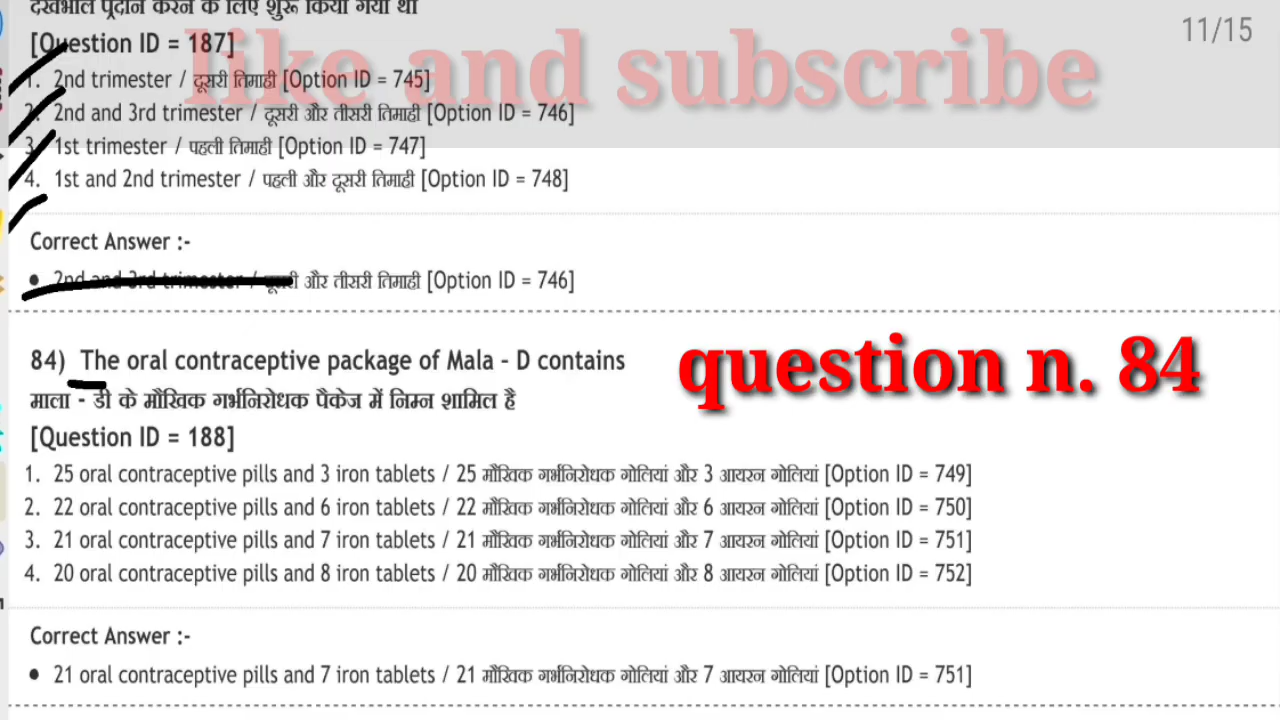 देखभाल प्रदान करने के लिए शुरू किया गया था
11/15
[Question ID = 187]
like and subscribe
1. 2nd trimester / दूसरी तिमाही [Option ID = 745]
2. 2nd and 3rd trimester / दूसरी और तीसरी तिमाही [Option ID = 746]
3. 1st trimester / पहली तिमाही [Option ID = 747]
4. 1st and 2nd trimester / पहली और दूसरी तिमाही [Option ID = 748]
Correct Answer :-
• 2nd and 3rd trimester / दूसरी और तीसरी तिमाही [Option ID = 746]
84) The oral contraceptive package of Mala - D contains
question n. 84
माला - डी के मौखिक गर्भनिरोधक पैकेज में निम्न शामिल है
[Question ID = 188]
1. 25 oral contraceptive pills and 3 iron tablets / 25 मौखिक गर्भनिरोधक गोलियां और 3 आयरन गोलियां [Option ID = 749]
2. 22 oral contraceptive pills and 6 iron tablets / 22 मौखिक गर्भनिरोधक गोलियां और 6 आयरन गोलियां [Option ID = 750]
3. 21 oral contraceptive pills and 7 iron tablets / 21 मौखिक गर्भनिरोधक गोलियां और 7 आयरन गोलियां [Option ID = 751]
4. 20 oral contraceptive pills and 8 iron tablets / 20 मौखिक गर्भनिरोधक गोलियां और 8 आयरन गोलियां [Option ID = 752]
Correct Answer :-
• 21 oral contraceptive pills and 7 iron tablets / 21 मौखिक गर्भनिरोधक गोलियां और 7 आयरन गोलियां [Option ID = 751]